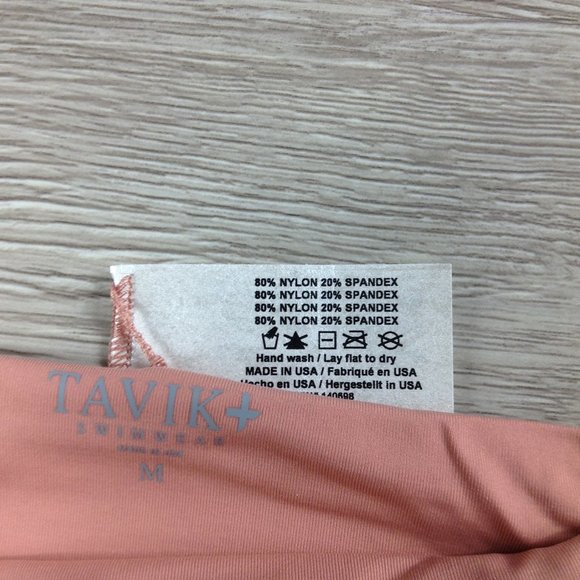 80% NYLON 20% SPANDEX
80% NYLON 20% SPANDEX
80% NYLON 20% SPANDEX
80% NYLON 20% SPANDEX
Hand wash / Lay flat to dry
MADE IN USA / Fabriqué en USA
Hecho en USA / Hergestellt in USA
140698
TAVIK+
SWIMWEAR
M